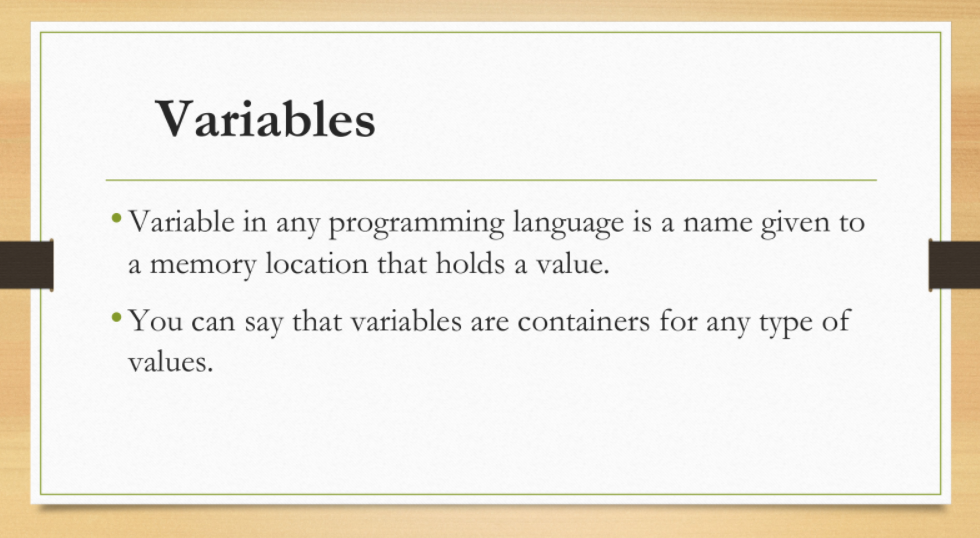 Variables
• Variable in any programming language is a name given to
a memory location that holds a value.
• You can say that variables are containers for any type of
values.